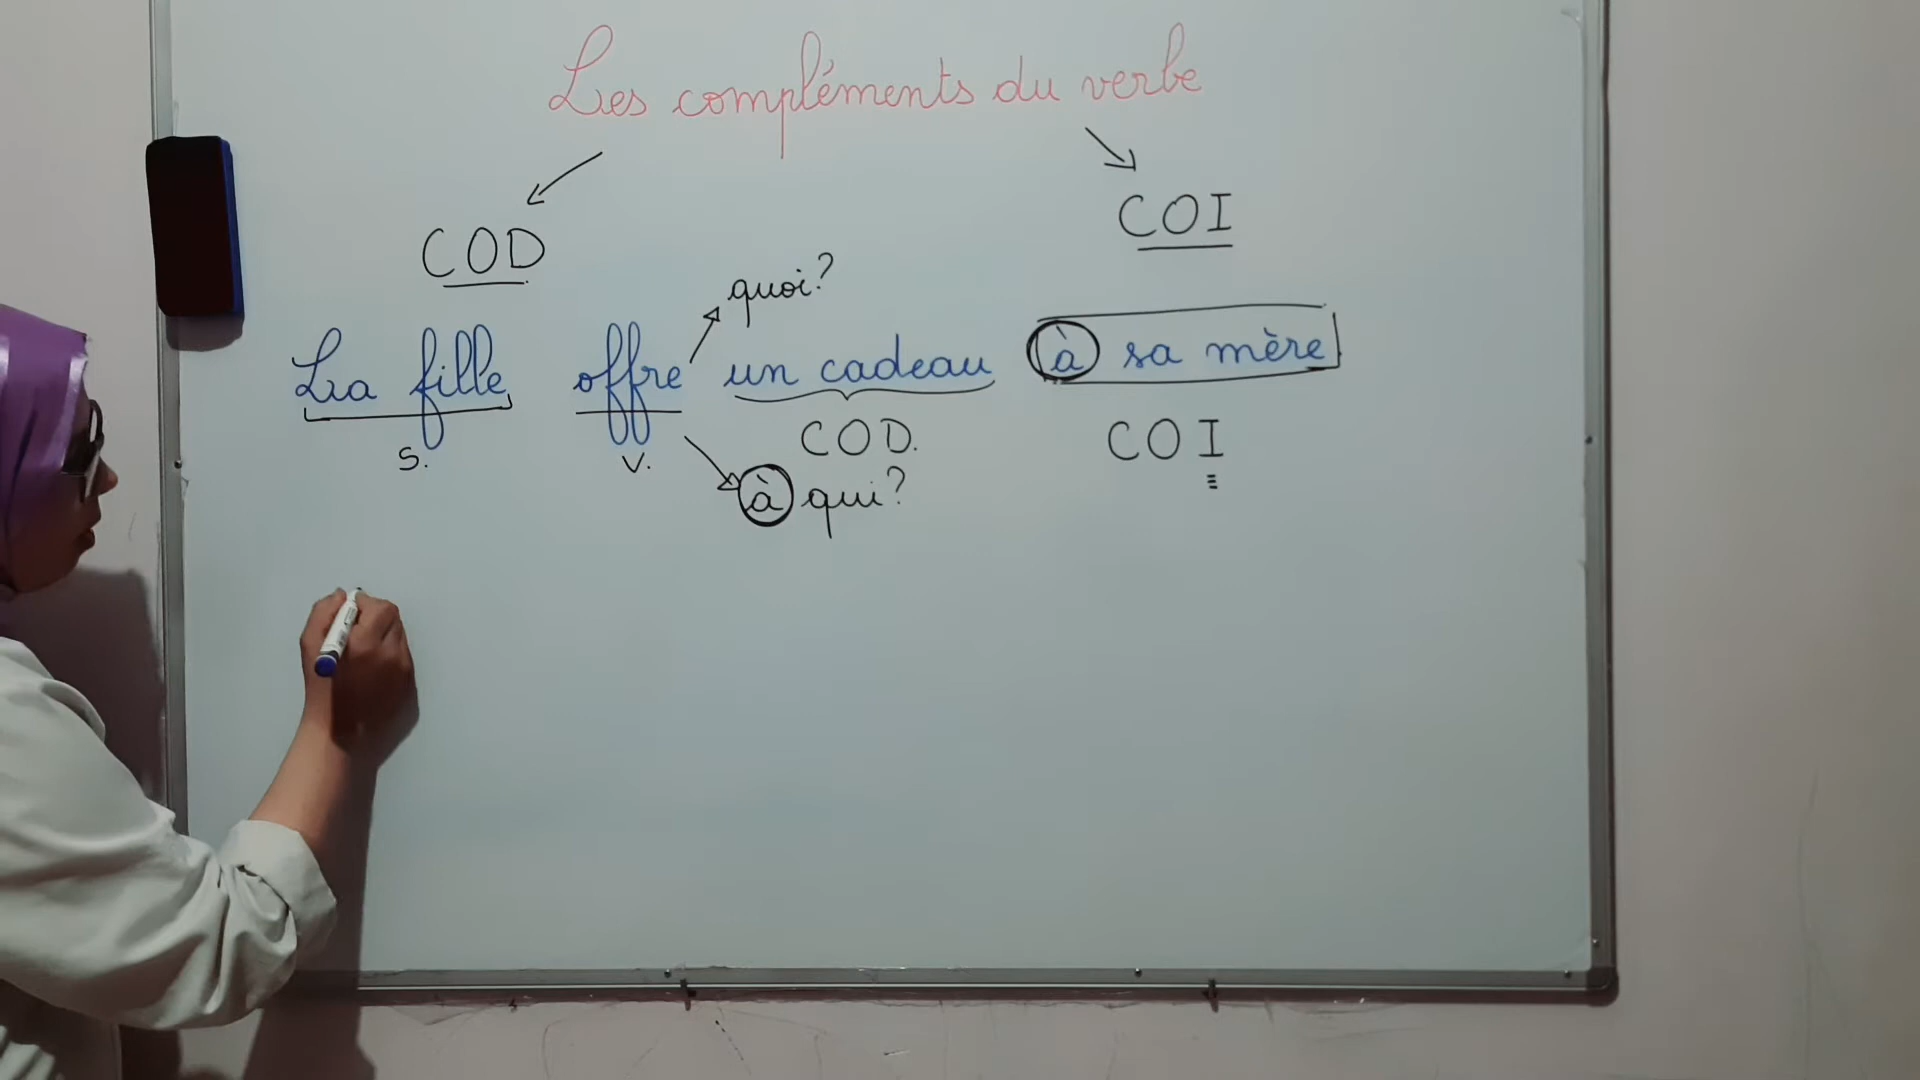 Les compléments du verbe
COD
COI
quoi?
La fille offre un cadeau à sa mère
S. V. COD. COI
à qui?